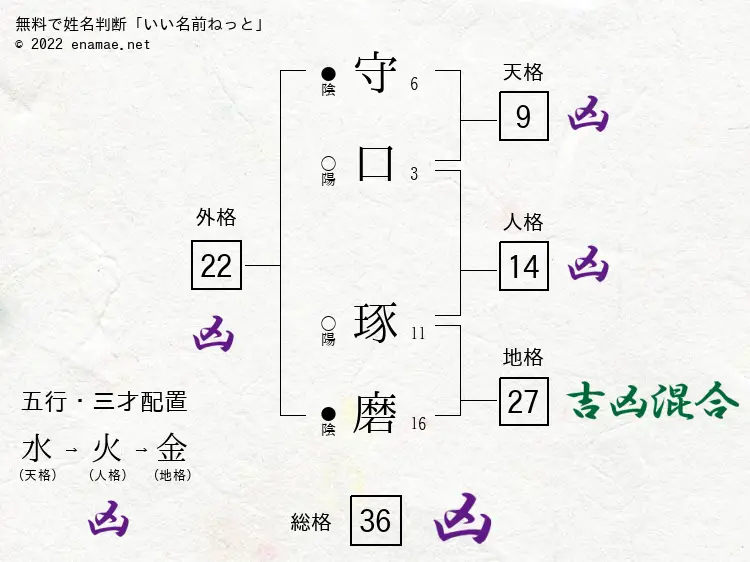 無料で姓名判断「いい名前ねっと」
© 2022 enamae.net
●陰
守
6
○陽
口
3
○陽
琢
11
●陰
磨
16
天格
9
凶
人格
14
凶
地格
27
吉凶混合
外格
22
凶
五行・三才配置
水→火→金
(天格) (人格) (地格)
凶
総格 36 凶